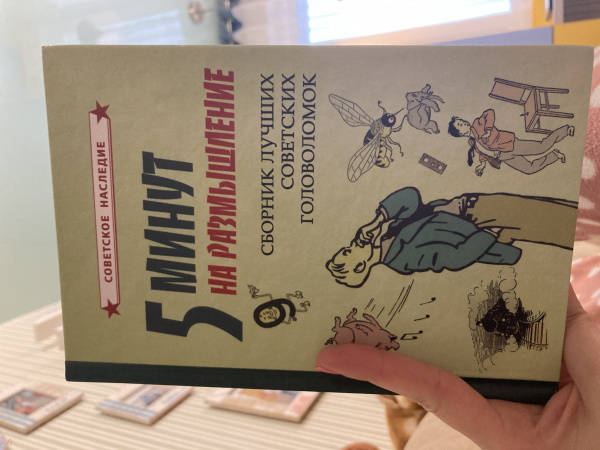 СОВЕТСКОЕ НАСЛЕДИЕ
5 МИНУТ
НА РАЗМЫШЛЕНИЕ
СБОРНИК ЛУЧШИХ
СОВЕТСКИХ
ГОЛОВОЛОМОК